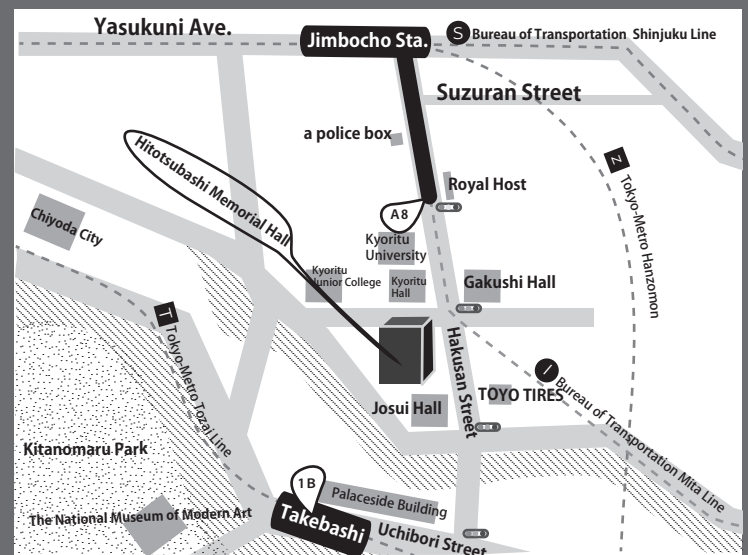 Yasukuni Ave.
Jimbocho Sta.
S
Bureau of Transportation Shinjuku Line
Suzuran Street
a police box
Z
Tokyo-Metro Hanzomon
Hitotsubashi Memorial Hall
Royal Host
A8
Chiyoda City
Kyoritu
University
Kyoritu
Junior College
Kyoritu
Hall
Gakushi Hall
T
Tokyo-Metro Tozai Line
Hakusan Street
I
Bureau of Transportation Mita Line
TOYO TIRES
Josui Hall
Kitanomaru Park
1B
Palaceside Building
The National Museum of Modern Art
Takebashi
Uchibori Street